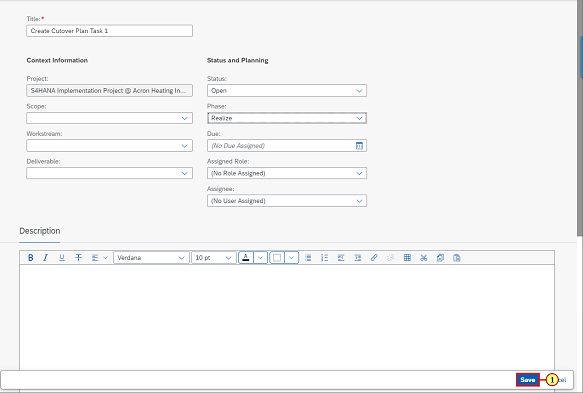 Title:*
Create Cutover Plan Task 1
Context Information
Status and Planning
Project:
S4HANA Implementation Project @ Acron Heating In...
Status:
Open
Scope:
Phase:
Realize
Workstream:
Due:
(No Due Assigned)
Deliverable:
Assigned Role:
(No Role Assigned)
Assignee:
(No User Assigned)
Description
B I U T Verdana 10 pt A
Save 1 cel